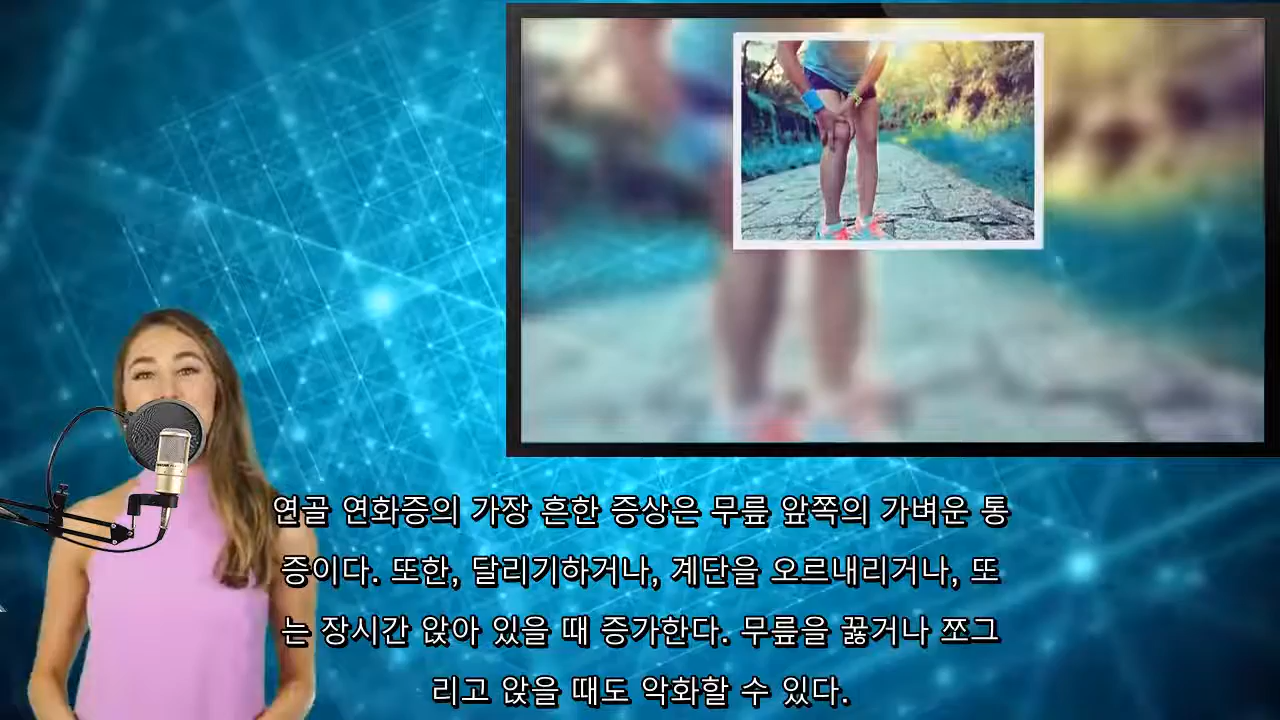 연골 연화증의 가장 흔한 증상은 무릎 앞쪽의 가벼운 통
증이다. 또한, 달리기하거나, 계단을 오르내리거나, 또
는 장시간 앉아 있을 때 증가한다. 무릎을 꿇거나 쪼그
리고 앉을 때도 악화할 수 있다.